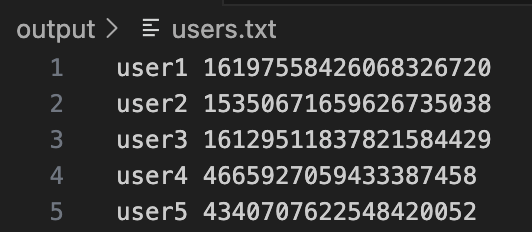 output > users.txt
1 user1 16197558426068326720
2 user2 15350671659626735038
3 user3 16129511837821584429
4 user4 4665927059433387458
5 user5 4340707622548420052